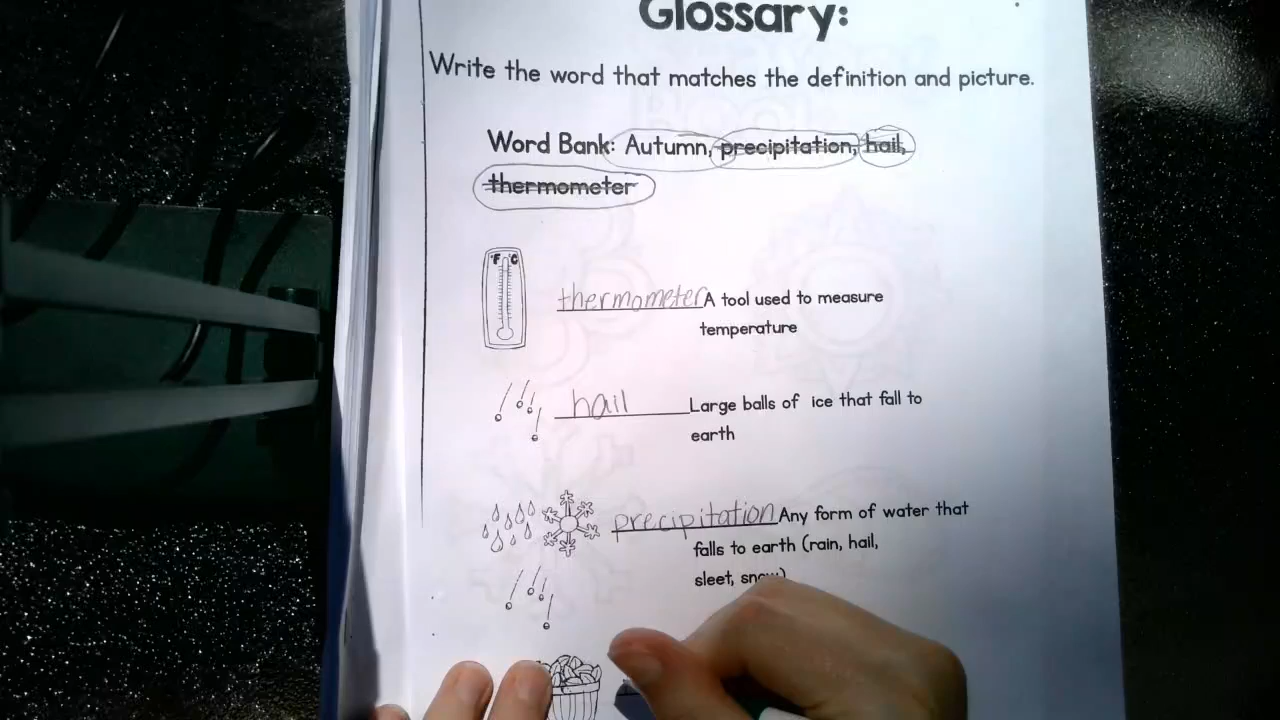 Glossary:
Write the word that matches the definition and picture.
Word Bank: Autumn, precipitation, hail,
thermometer
°F °C
thermometer A tool used to measure
temperature
hail Large balls of ice that fall to
earth
precipitation Any form of water that
falls to earth (rain, hail,
sleet, snow)